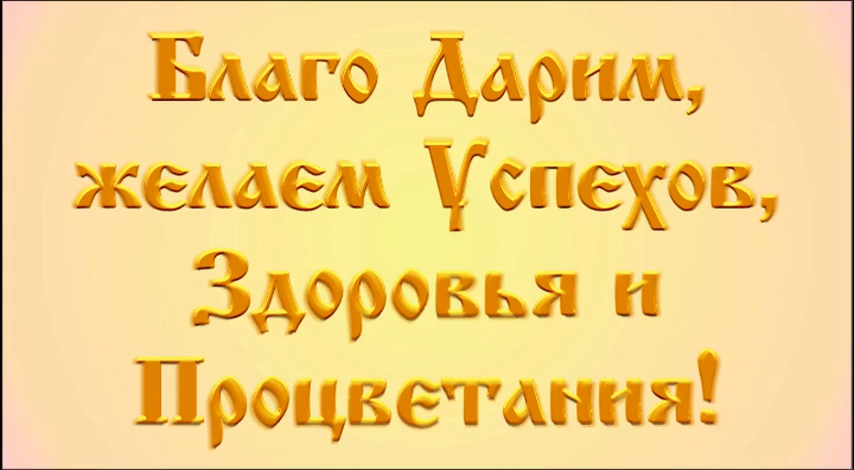 Благо Дарим,
желаем Успехов,
Здоровья и
Процветания!